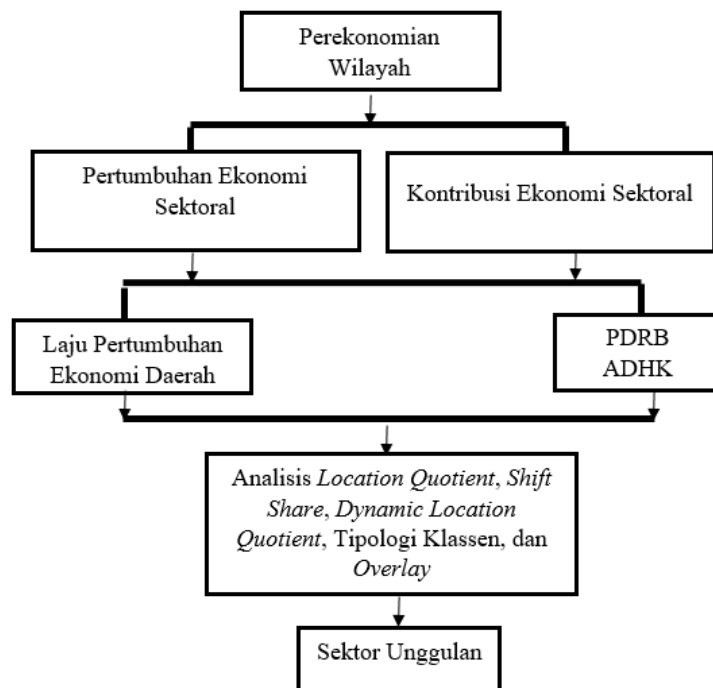 Perekonomian
Wilayah
Pertumbuhan Ekonomi
Sektoral
Kontribusi Ekonomi Sektoral
Laju Pertumbuhan
Ekonomi Daerah
PDRB
ADHK
Analisis Location Quotient, Shift
Share, Dynamic Location
Quotient, Tipologi Klassen, dan
Overlay
Sektor Unggulan